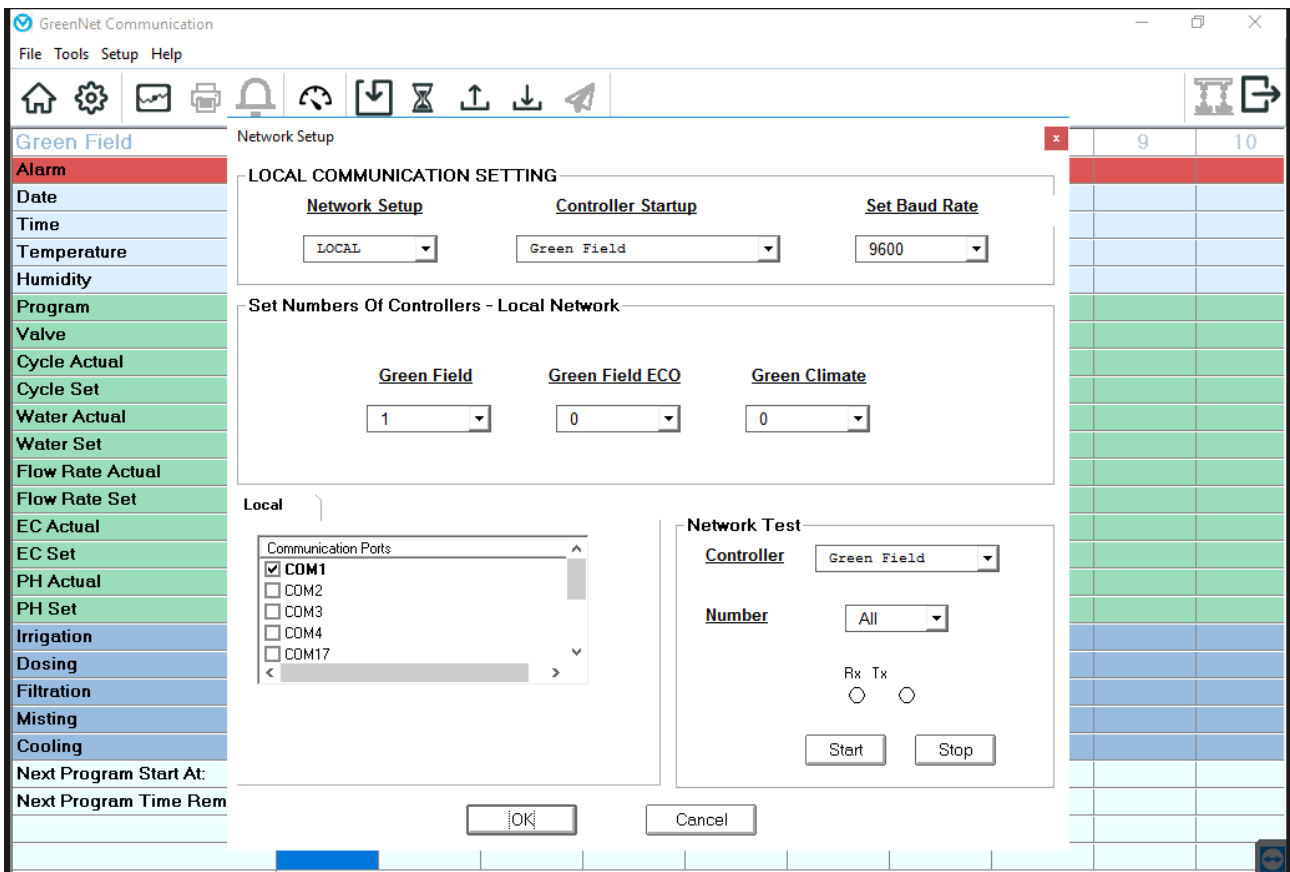 GreenNet Communication
File Tools Setup Help
Green Field 9 10
Network Setup
Alarm
LOCAL COMMUNICATION SETTING
Date
Network Setup Controller Startup Set Baud Rate
Time
Temperature
LOCAL Green Field 9600
Humidity
Program
Set Numbers Of Controllers - Local Network
Valve
Cycle Actual
Green Field Green Field ECO Green Climate
Cycle Set
Water Actual
1 0 0
Water Set
Flow Rate Actual
Flow Rate Set
Local
EC Actual
Network Test
EC Set
Communication Ports
Controller Green Field
COM1
PH Actual
COM2
PH Set
COM3
Number All
Irrigation
COM4
COM17
Dosing
Rx Tx
Filtration
Misting
Cooling
Start Stop
Next Program Start At:
Next Program Time Rem
OK Cancel